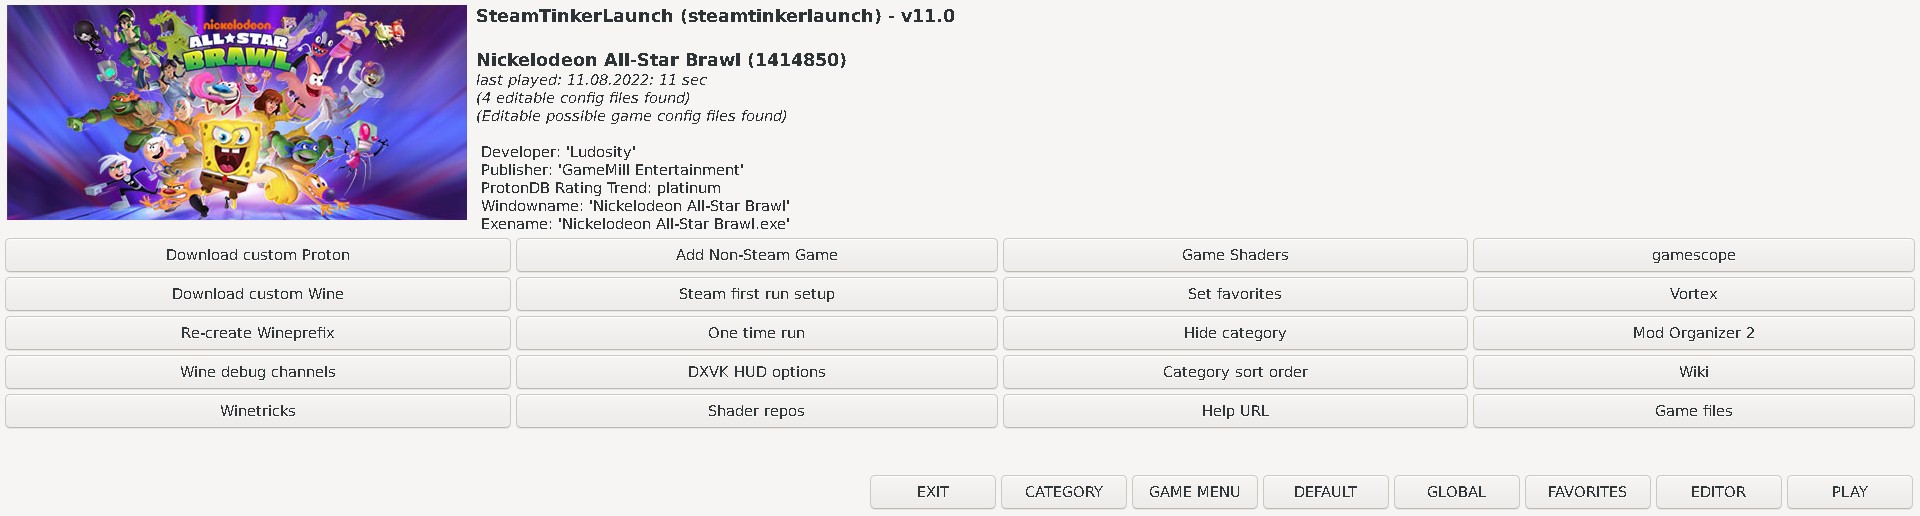 nickelodeon
ALL★STAR
BRAWL
SteamTinkerLaunch (steamtinkerlaunch) - v11.0
Nickelodeon All-Star Brawl (1414850)
last played: 11.08.2022: 11 sec
(4 editable config files found)
(Editable possible game config files found)
Developer: 'Ludosity'
Publisher: 'GameMill Entertainment'
ProtonDB Rating Trend: platinum
Windowname: 'Nickelodeon All-Star Brawl'
Exename: 'Nickelodeon All-Star Brawl.exe'
Download custom Proton Add Non-Steam Game Game Shaders gamescope
Download custom Wine Steam first run setup Set favorites Vortex
Re-create Wineprefix One time run Hide category Mod Organizer 2
Wine debug channels DXVK HUD options Category sort order Wiki
Winetricks Shader repos Help URL Game files
EXIT CATEGORY GAME MENU DEFAULT GLOBAL FAVORITES EDITOR PLAY